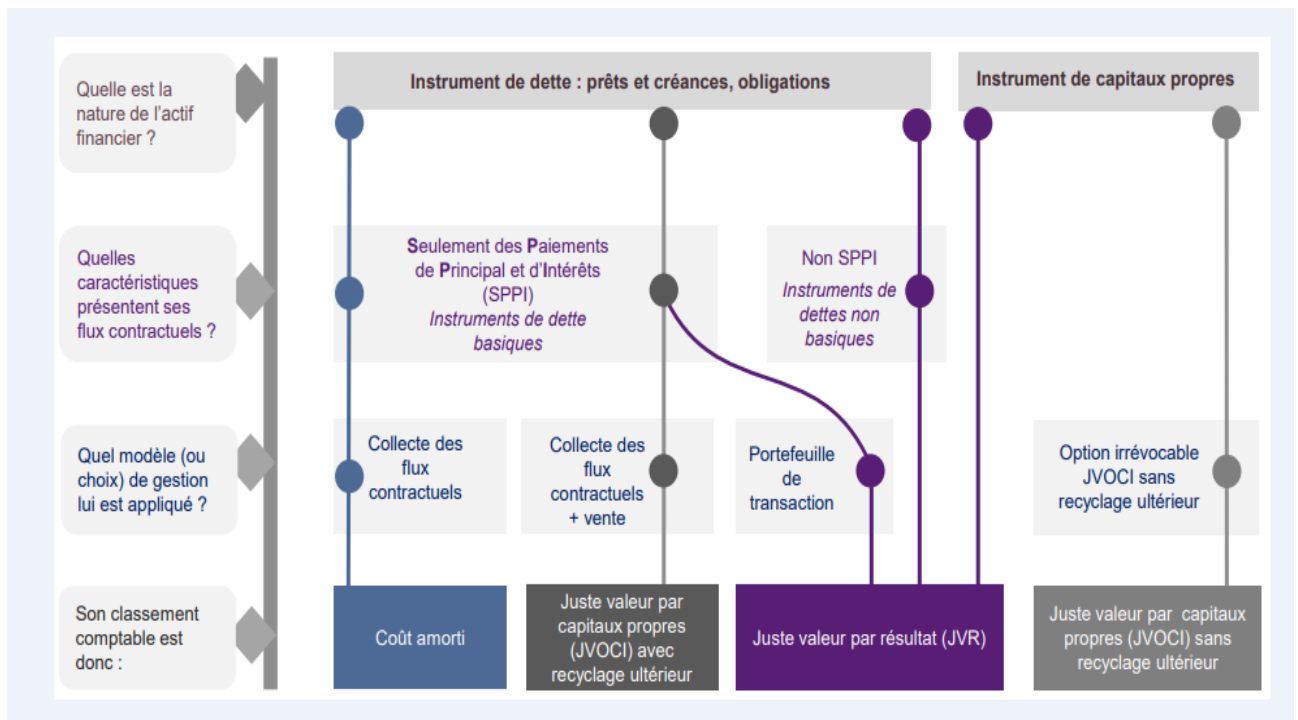 Quelle est la
nature de l'actif
financier ?
Instrument de dette : prêts et créances, obligations
Instrument de capitaux propres
Quelles
caractéristiques
présentent ses
flux contractuels ?
Seulement des Paiements
de Principal et d'Intérêts
(SPPI)
Instruments de dette
basiques
Non SPPI
Instruments de
dettes non
basiques
Quel modèle (ou
choix) de gestion
lui est appliqué ?
Collecte des
flux
contractuels
Collecte des
flux
contractuels
+ vente
Portefeuille
de
transaction
Option irrévocable
JVOCI sans
recyclage ultérieur
Son classement
comptable est
donc :
Coût amorti
Juste valeur par
capitaux propres
(JVOCI) avec
recyclage ultérieur
Juste valeur par résultat (JVR)
Juste valeur par capitaux
propres (JVOCI) sans
recyclage ultérieur